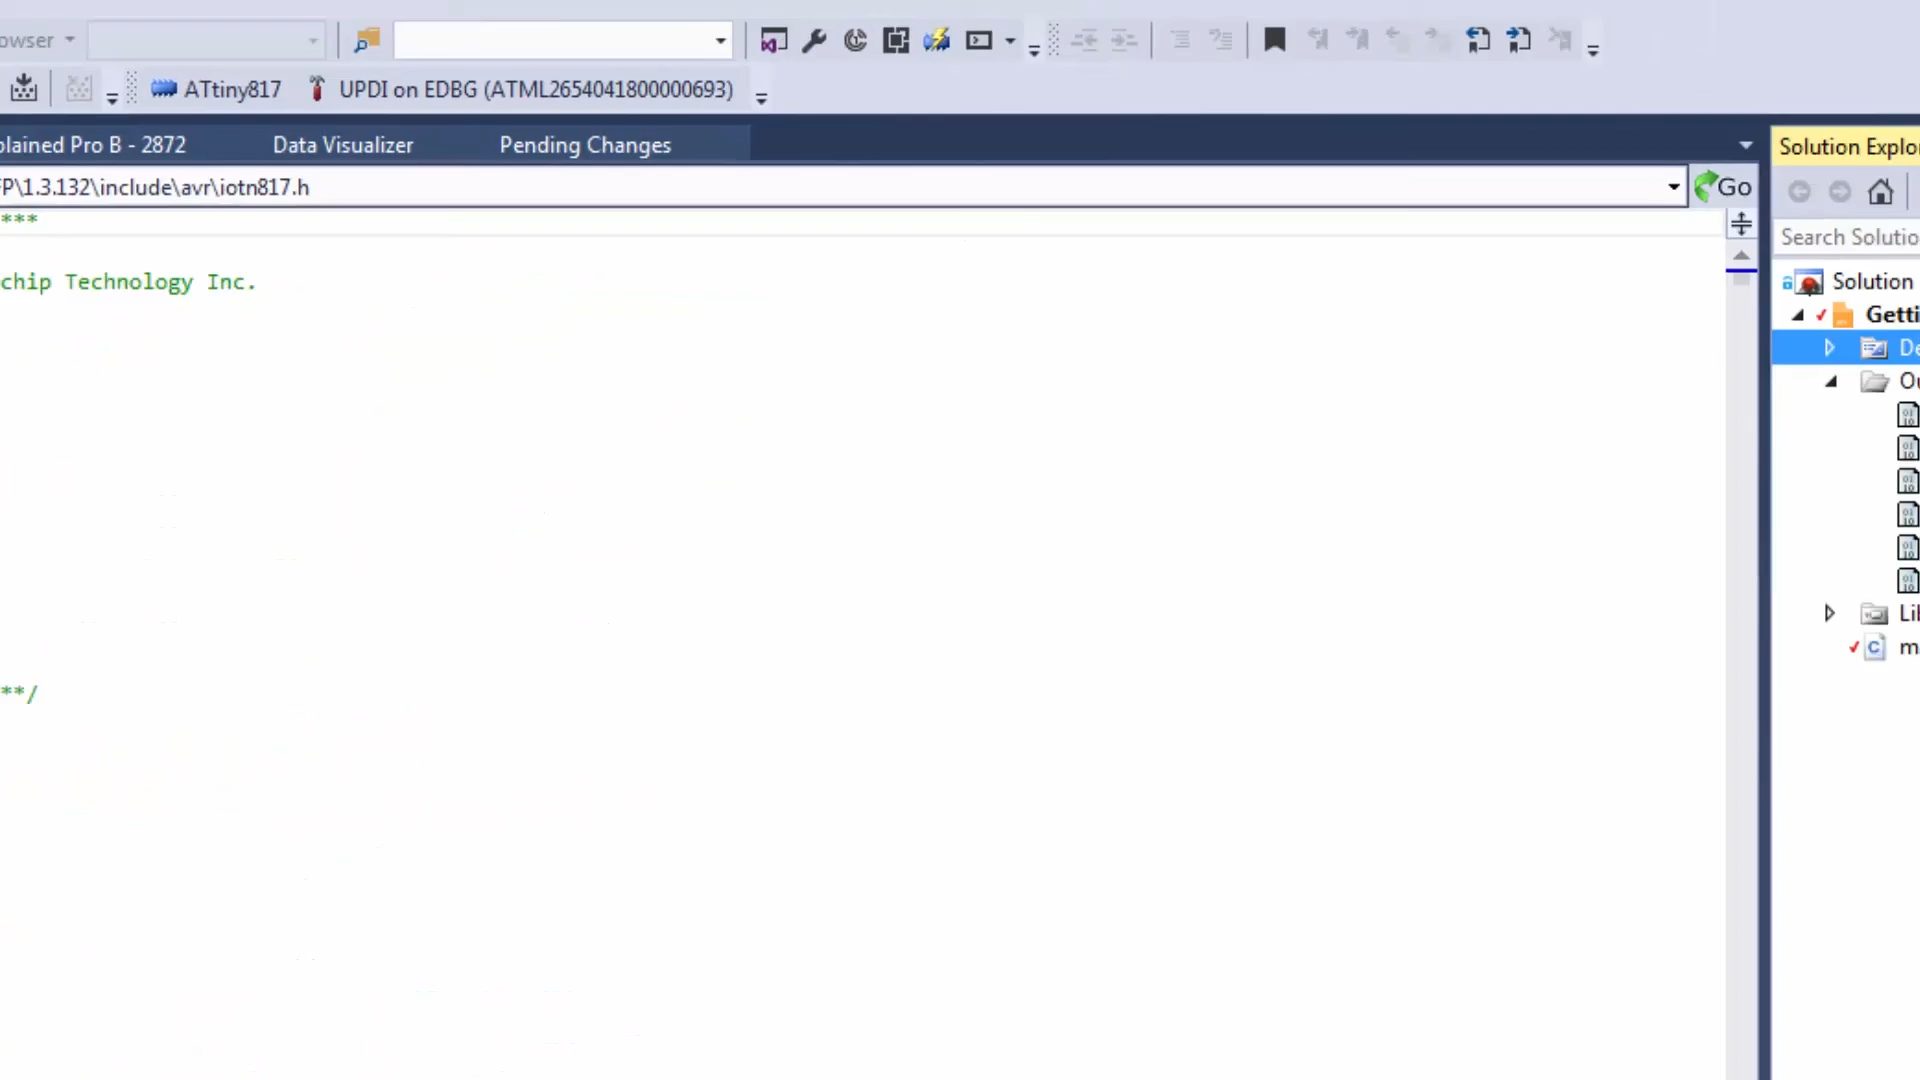 owser
ATtiny817 UPDI on EDBG (ATML2654041800000693)
plained Pro B - 2872 Data Visualizer Pending Changes
Solution Explo
P\1.3.132\include\avr\iotn817.h Go
***
Search Solutio
chip Technology Inc.
Solution
Getti
De
Ou
Lib
m
**/